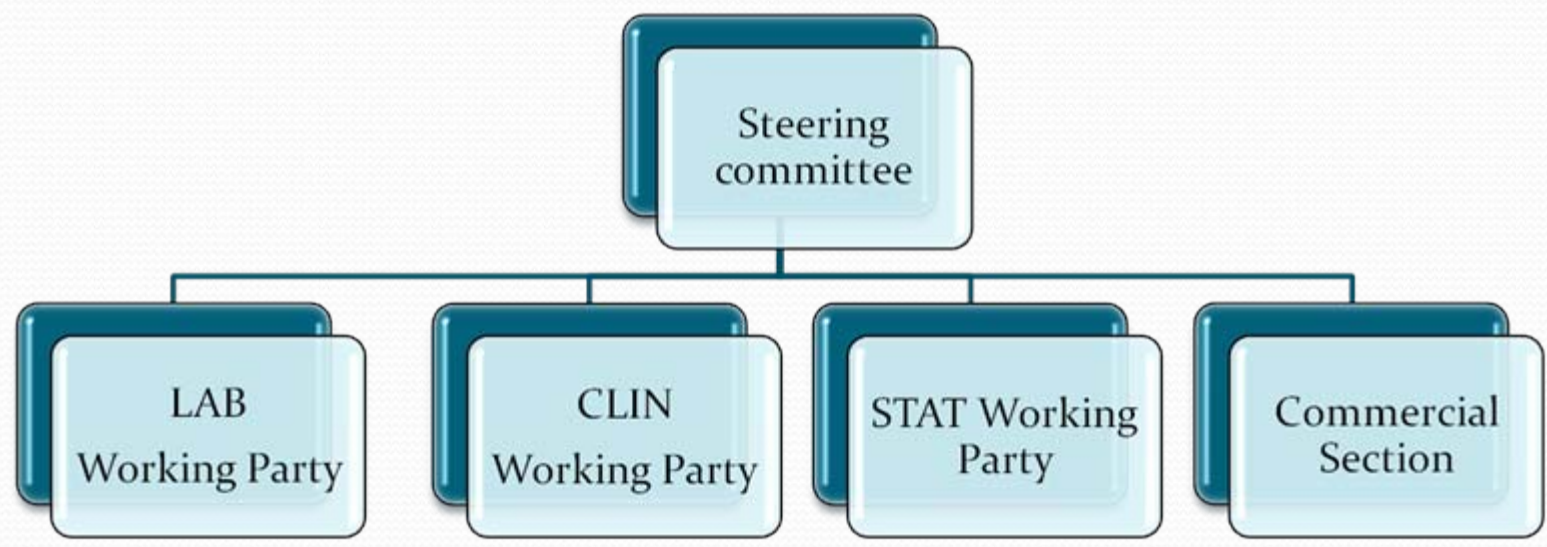 Steering
committee
LAB
Working Party
CLIN
Working Party
STAT Working
Party
Commercial
Section